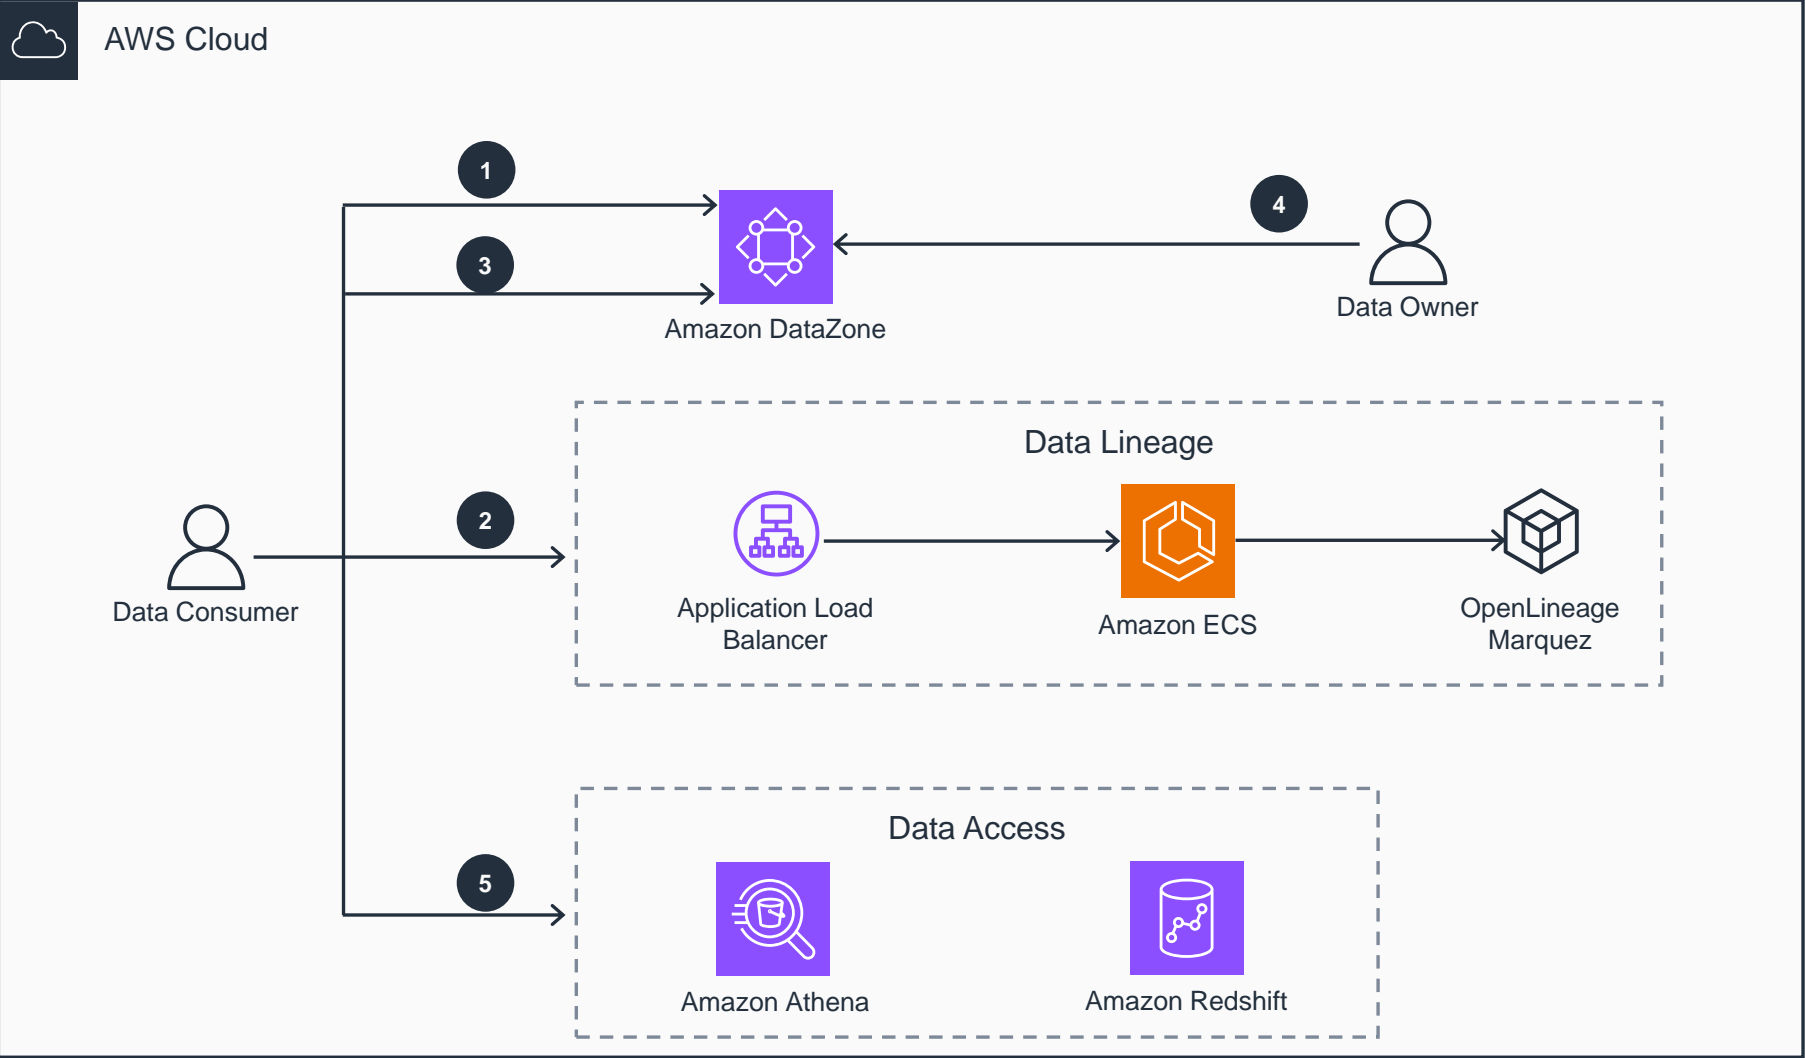 AWS Cloud
1
4
3
Data Owner
Amazon DataZone
Data Lineage
2
Application Load
Balancer
Amazon ECS
OpenLineage
Marquez
Data Consumer
Data Access
5
Amazon Athena
Amazon Redshift